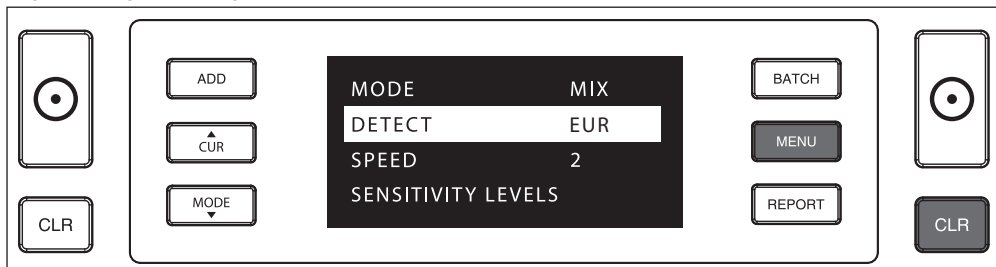 ADD
CUR
MODE
CLR
MODE MIX
DETECT EUR
SPEED 2
SENSITIVITY LEVELS
BATCH
MENU
REPORT
CLR